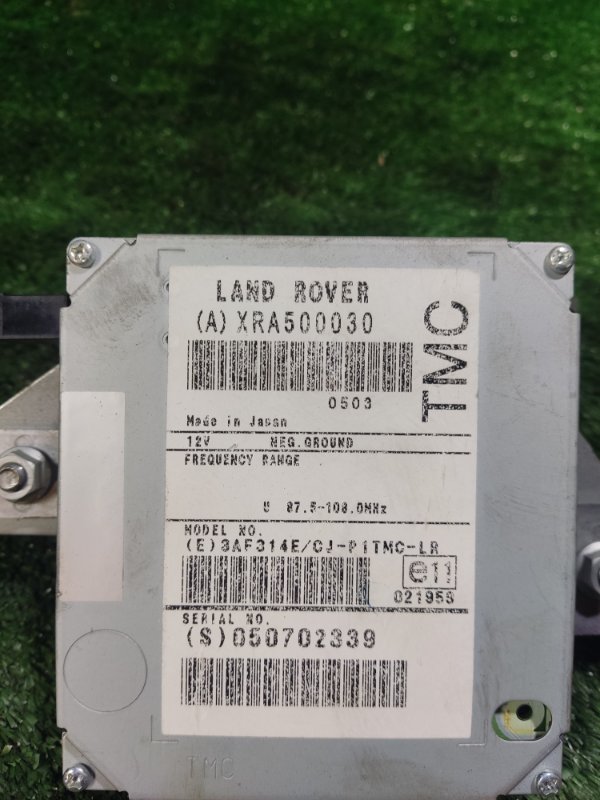 LAND ROVER
(A) XRA500030
TMC
0503
Made in Japan
12V NEG.GROUND
FREQUENCY RANGE
U 87.5-108.0MHz
MODEL NO.
(E)3AF314E/CJ-P1TMC-LR
e11
021955
SERIAL NO.
(S)050702339
TMC